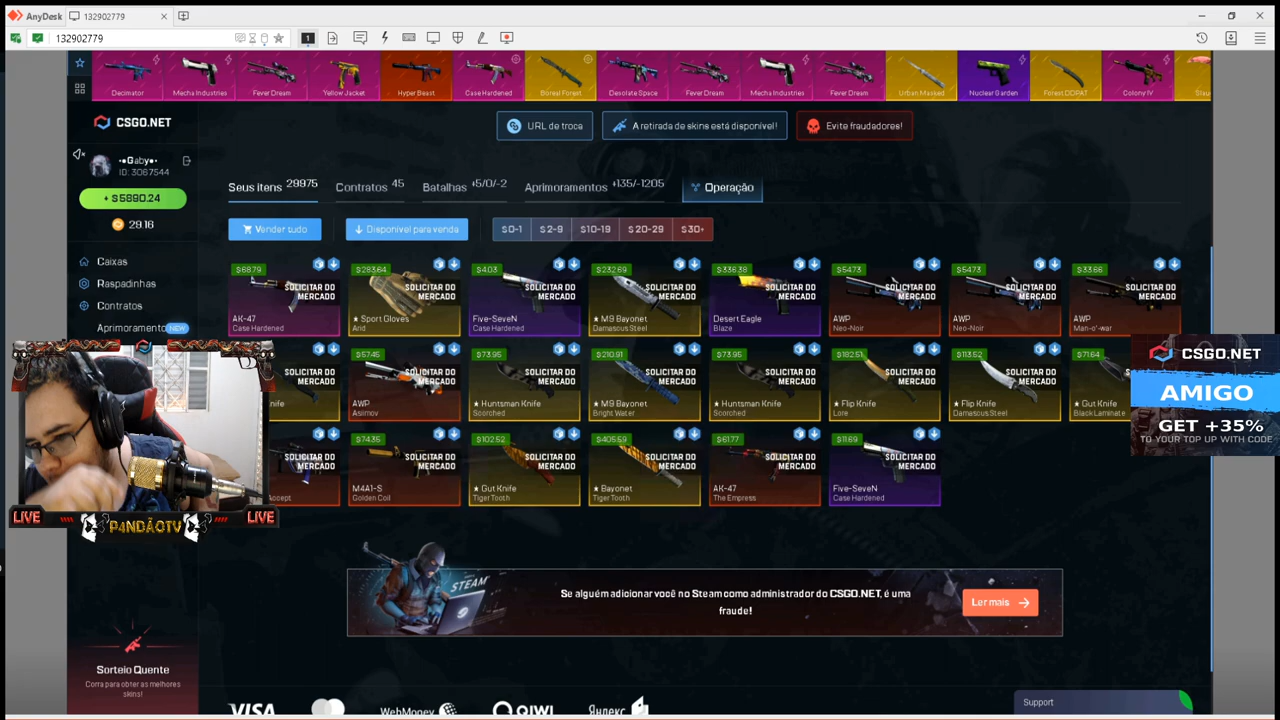 AnyDesk
132902779
132902779
1
Decimator
Mecha Industries
Fever Dream
Yellow Jacket
Hyper Beast
Case Hardened
Boreal Forest
Desolate Space
Fever Dream
Mecha Industries
Fever Dream
Urban Masked
Nuclear Garden
Forest DDPAT
Colony IV
CSGO.NET
URL de troca
A retirada de skins está disponível!
Evite fraudadores!
•●Gaby●•
ID: 3067544
+ $5890.24
29.16
Seus itens 29975
Contratos 45
Batalhas +5/0/-2
Aprimoramentos +135/-1205
Operação
Vender tudo
Disponível para venda
$0-1
$2-9
$10-19
$20-29
$30+
Caixas
Raspadinhas
Contratos
Aprimoramento NEW
$68.79
SOLICITAR DO
MERCADO
AK-47
Case Hardened
$283.64
SOLICITAR DO
MERCADO
★ Sport Gloves
Arid
$4.03
SOLICITAR DO
MERCADO
Five-SeveN
Case Hardened
$232.69
SOLICITAR DO
MERCADO
★ M9 Bayonet
Damascus Steel
$336.38
SOLICITAR DO
MERCADO
Desert Eagle
Blaze
$54.73
SOLICITAR DO
MERCADO
AWP
Neo-Noir
$54.73
SOLICITAR DO
MERCADO
AWP
Neo-Noir
$33.66
SOLICITAR DO
MERCADO
AWP
Man-o'-war
SOLICITAR DO
MERCADO
Knife
$57.45
SOLICITAR DO
MERCADO
AWP
Asiimov
$73.95
SOLICITAR DO
MERCADO
★ Huntsman Knife
Scorched
$210.91
SOLICITAR DO
MERCADO
★ M9 Bayonet
Bright Water
$73.95
SOLICITAR DO
MERCADO
★ Huntsman Knife
Scorched
$182.51
SOLICITAR DO
MERCADO
★ Flip Knife
Lore
$113.52
SOLICITAR DO
MERCADO
★ Flip Knife
Damascus Steel
$71.64
★ Gut Knife
Black Laminate
SOLICITAR DO
MERCADO
$74.35
SOLICITAR DO
MERCADO
M4A1-S
Golden Coil
$102.52
SOLICITAR DO
MERCADO
★ Gut Knife
Tiger Tooth
$405.59
SOLICITAR DO
MERCADO
★ Bayonet
Tiger Tooth
$61.77
SOLICITAR DO
MERCADO
AK-47
The Empress
$11.69
SOLICITAR DO
MERCADO
Five-SeveN
Case Hardened
CSGO.NET
AMIGO
GET +35%
TO YOUR TOP UP WITH CODE
LIVE
P4NDÃOTV
LIVE
STEAM
Se alguém adicionar você no Steam como administrador do CSGO.NET, é uma
fraude!
Ler mais
Sorteio Quente
Corra para obter as melhores
skins!
VISA
WebMoney
QIWI
Яндекс
Support